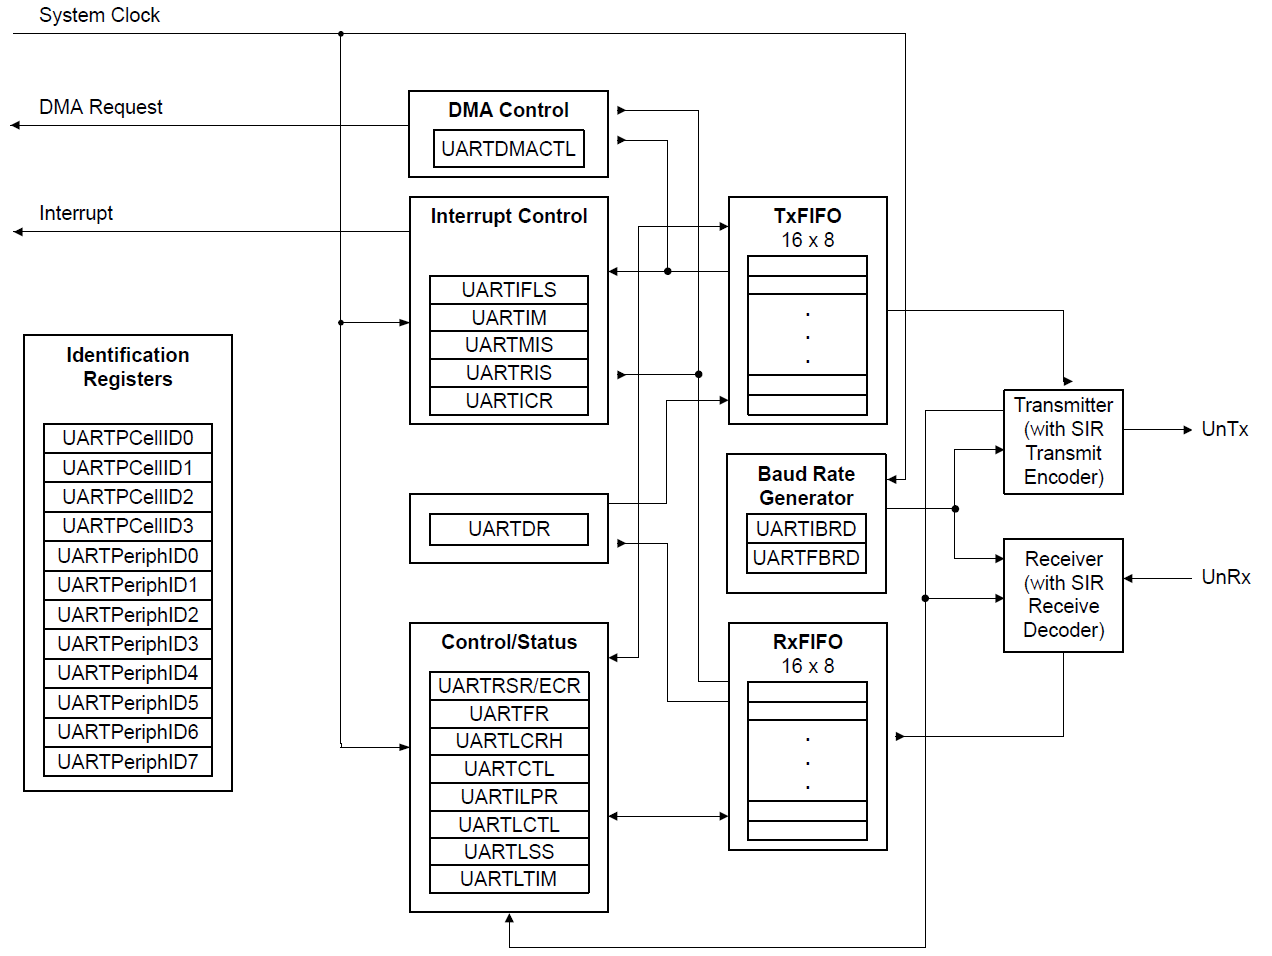 System Clock
DMA Request
DMA Control
UARTDMACTL
Interrupt
Interrupt Control
UARTIFLS
UARTIM
UARTMIS
UARTRIS
UARTICR
TxFIFO
16 x 8
.
.
.
Identification
Registers
UARTPCellID0
UARTPCellID1
UARTPCellID2
UARTPCellID3
UARTPeriphID0
UARTPeriphID1
UARTPeriphID2
UARTPeriphID3
UARTPeriphID4
UARTPeriphID5
UARTPeriphID6
UARTPeriphID7
UARTDR
Baud Rate
Generator
UARTIBRD
UARTFBRD
Transmitter
(with SIR
Transmit
Encoder)
UnTx
Receiver
(with SIR
Receive
Decoder)
UnRx
Control/Status
UARTRSR/ECR
UARTFR
UARTLCRH
UARTCTL
UARTILPR
UARTLCTL
UARTLSS
UARTLTIM
RxFIFO
16 x 8
.
.
.